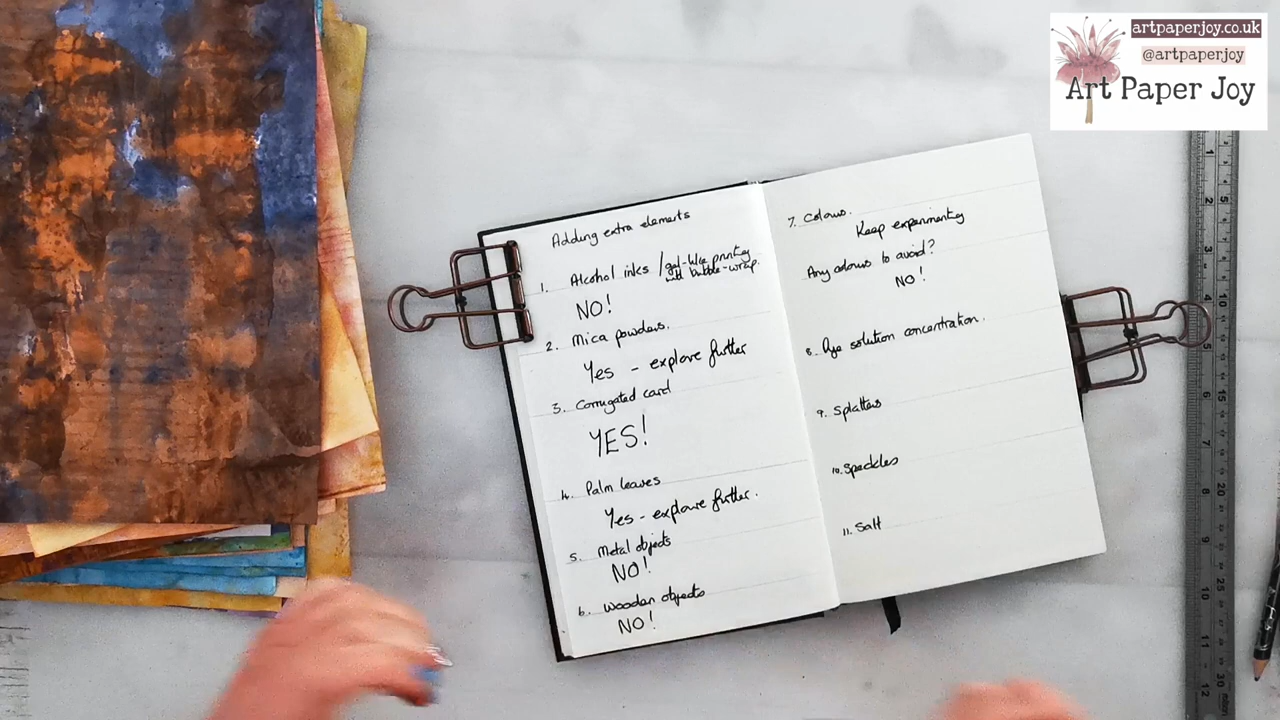 artpaperjoy.co.uk
@artpaperjoy
Art Paper Joy
Adding extra elements
1. Alcohol inks / gel-like printing
with bubble-wrap.
NO!
2. Mica powders.
Yes - explore further
3. Corrugated card
YES!
4. Palm leaves
Yes - explore further.
5. Metal objects
NO!
6. Wooden objects
NO!
7. Colours.
Keep experimenting
Any colours to avoid?
NO!
8. Dye solution concentration.
9. Splatters
10. Speckles
11. Salt